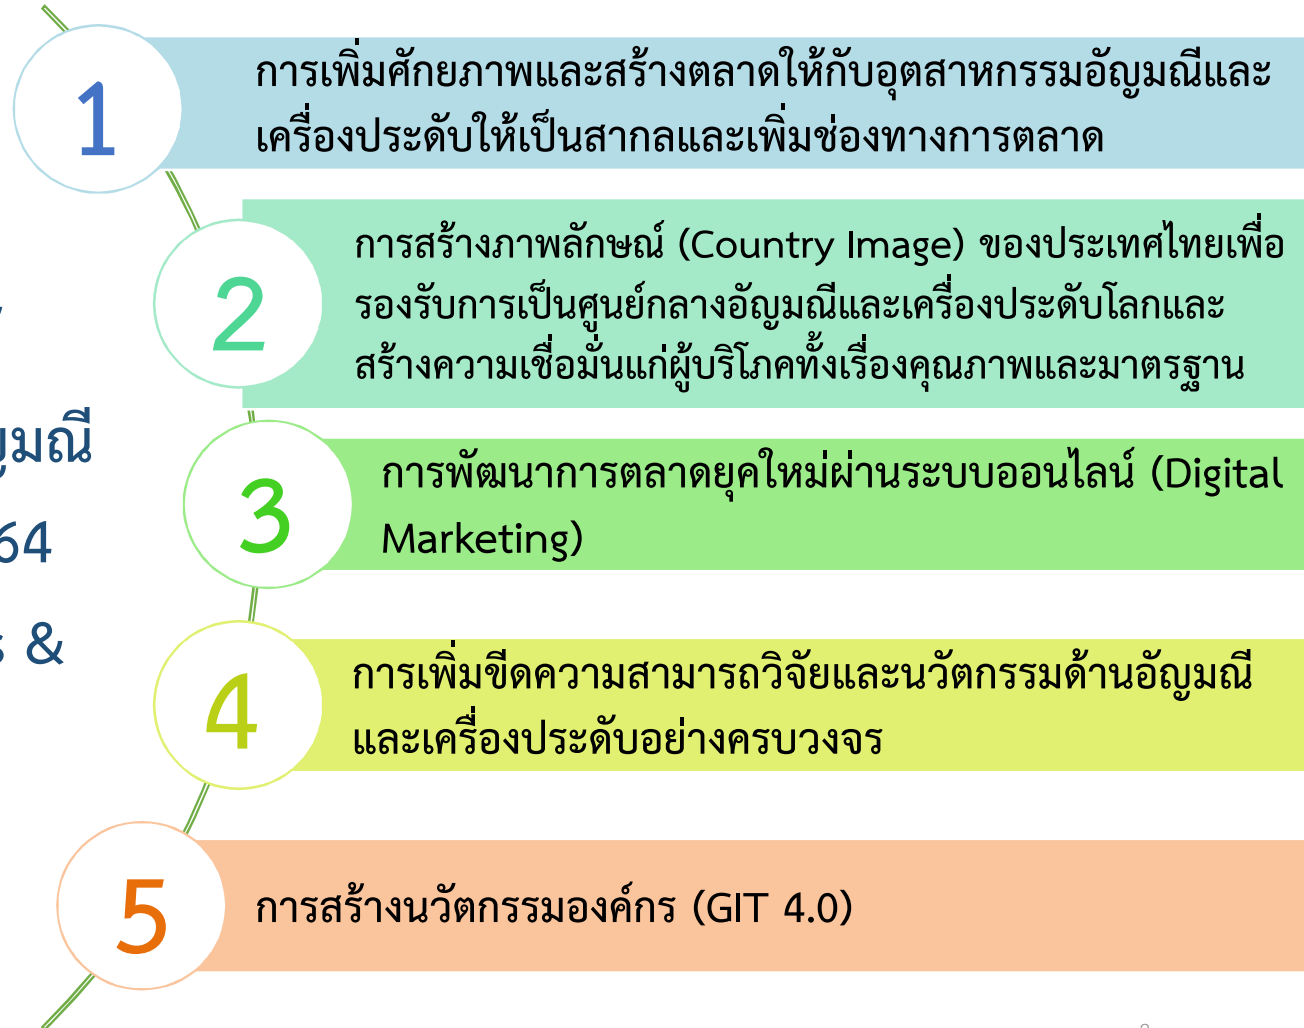 1
การเพิ่มศักยภาพและสร้างตลาดให้กับอุตสาหกรรมอัญมณีและ
เครื่องประดับให้เป็นสากลและเพิ่มช่องทางการตลาด
2
การสร้างภาพลักษณ์ (Country Image) ของประเทศไทยเพื่อ
รองรับการเป็นศูนย์กลางอัญมณีและเครื่องประดับโลกและ
สร้างความเชื่อมั่นแก่ผู้บริโภคทั้งเรื่องคุณภาพและมาตรฐาน
ญมณี
64
s &
3
การพัฒนาการตลาดยุคใหม่ผ่านระบบออนไลน์ (Digital
Marketing)
4
การเพิ่มขีดความสามารถวิจัยและนวัตกรรมด้านอัญมณี
และเครื่องประดับอย่างครบวงจร
5
การสร้างนวัตกรรมองค์กร (GIT 4.0)